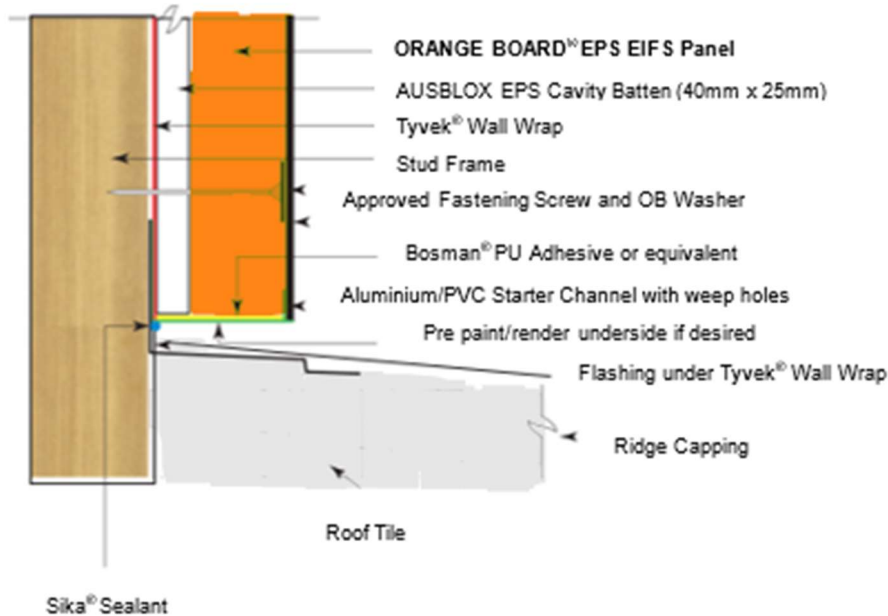 ORANGE BOARD® EPS EIFS Panel
AUSBLOX EPS Cavity Batten (40mm x 25mm)
Tyvek® Wall Wrap
Stud Frame
Approved Fastening Screw and OB Washer
Bosman® PU Adhesive or equivalent
Aluminium/PVC Starter Channel with weep holes
Pre paint/render underside if desired
Flashing under Tyvek® Wall Wrap
Ridge Capping
Roof Tile
Sika® Sealant